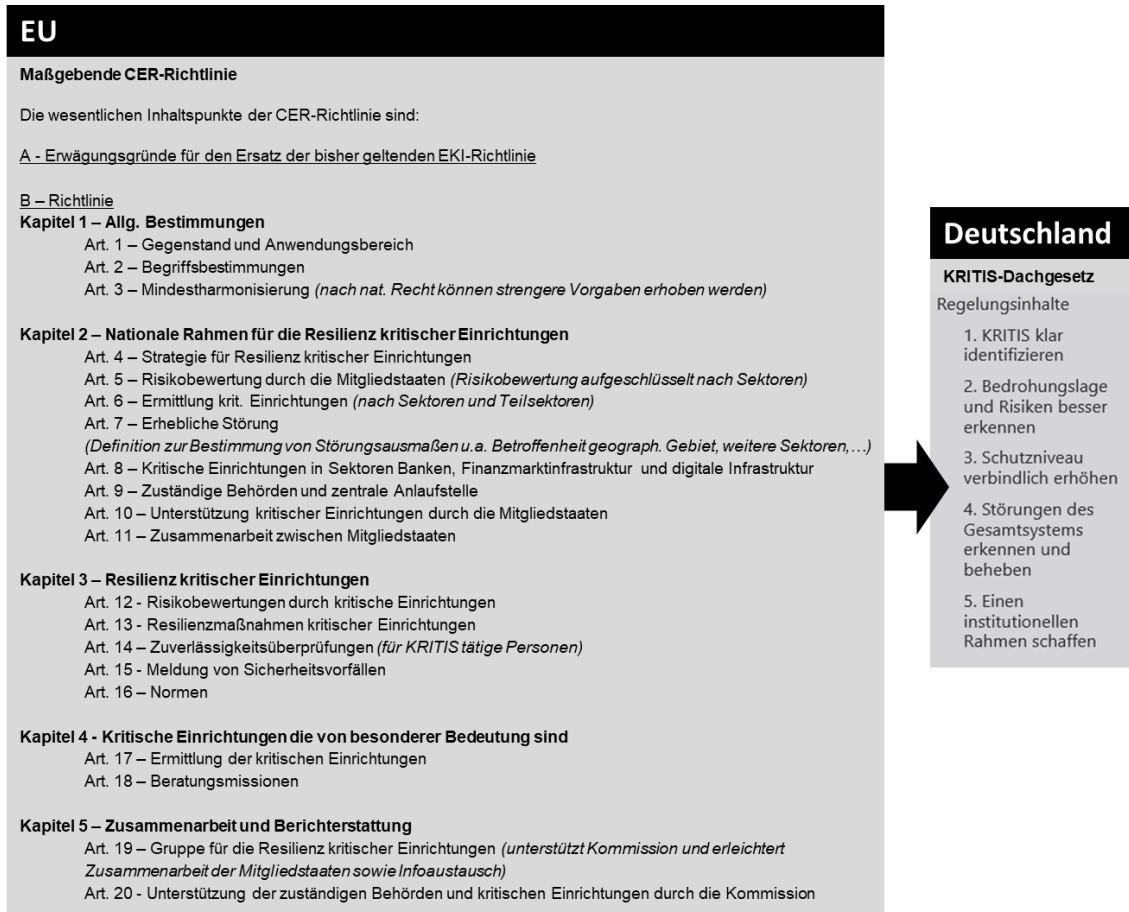 EU
Maßgebende CER-Richtlinie
Die wesentlichen Inhaltspunkte der CER-Richtlinie sind:
A - Erwägungsgründe für den Ersatz der bisher geltenden EKI-Richtlinie
B – Richtlinie
Kapitel 1 – Allg. Bestimmungen
Art. 1 – Gegenstand und Anwendungsbereich
Art. 2 – Begriffsbestimmungen
Art. 3 – Mindestharmonisierung (nach nat. Recht können strengere Vorgaben erhoben werden)
Kapitel 2 – Nationale Rahmen für die Resilienz kritischer Einrichtungen
Art. 4 – Strategie für Resilienz kritischer Einrichtungen
Art. 5 – Risikobewertung durch die Mitgliedstaaten (Risikobewertung aufgeschlüsselt nach Sektoren)
Art. 6 – Ermittlung krit. Einrichtungen (nach Sektoren und Teilsektoren)
Art. 7 – Erhebliche Störung
(Definition zur Bestimmung von Störungsausmaßen u.a. Betroffenheit geograph. Gebiet, weitere Sektoren,…)
Art. 8 – Kritische Einrichtungen in Sektoren Banken, Finanzmarktinfrastruktur und digitale Infrastruktur
Art. 9 – Zuständige Behörden und zentrale Anlaufstelle
Art. 10 – Unterstützung kritischer Einrichtungen durch die Mitgliedstaaten
Art. 11 – Zusammenarbeit zwischen Mitgliedstaaten
Kapitel 3 – Resilienz kritischer Einrichtungen
Art. 12 - Risikobewertungen durch kritische Einrichtungen
Art. 13 - Resilienzmaßnahmen kritischer Einrichtungen
Art. 14 – Zuverlässigkeitsüberprüfungen (für KRITIS tätige Personen)
Art. 15 - Meldung von Sicherheitsvorfällen
Art. 16 – Normen
Kapitel 4 - Kritische Einrichtungen die von besonderer Bedeutung sind
Art. 17 – Ermittlung der kritischen Einrichtungen
Art. 18 – Beratungsmissionen
Kapitel 5 – Zusammenarbeit und Berichterstattung
Art. 19 – Gruppe für die Resilienz kritischer Einrichtungen (unterstützt Kommission und erleichtert
Zusammenarbeit der Mitgliedstaaten sowie Infoaustausch)
Art. 20 - Unterstützung der zuständigen Behörden und kritischen Einrichtungen durch die Kommission
Deutschland
KRITIS-Dachgesetz
Regelungsinhalte
1. KRITIS klar
identifizieren
2. Bedrohungslage
und Risiken besser
erkennen
3. Schutzniveau
verbindlich erhöhen
4. Störungen des
Gesamtsystems
erkennen und
beheben
5. Einen
institutionellen
Rahmen schaffen